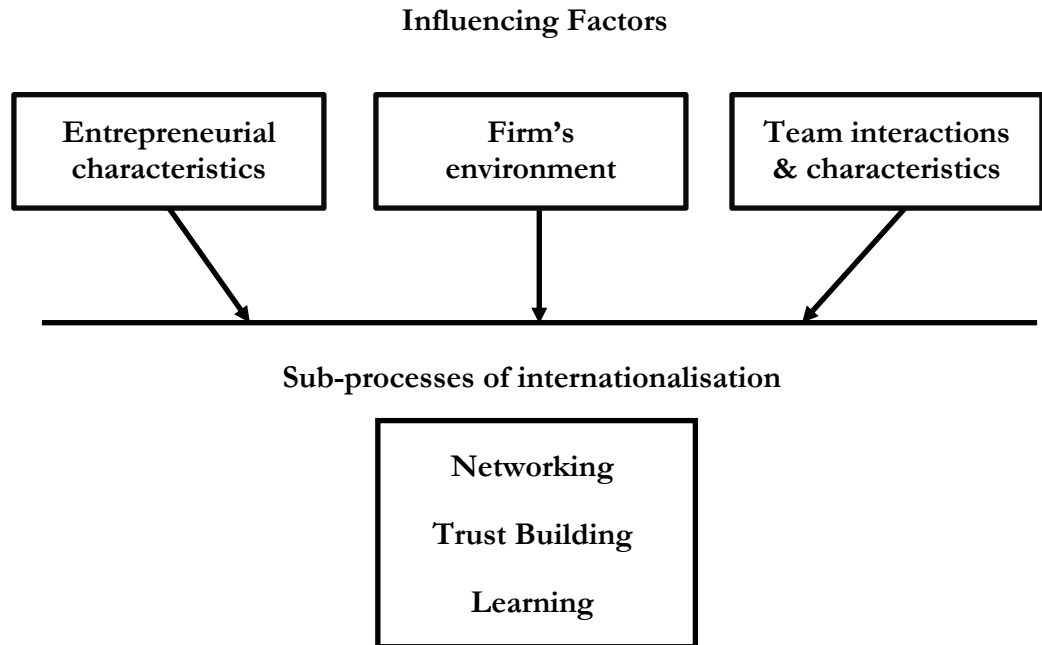 Influencing Factors
Entrepreneurial
characteristics
Firm’s
environment
Team interactions
& characteristics
Sub-processes of internationalisation
Networking
Trust Building
Learning